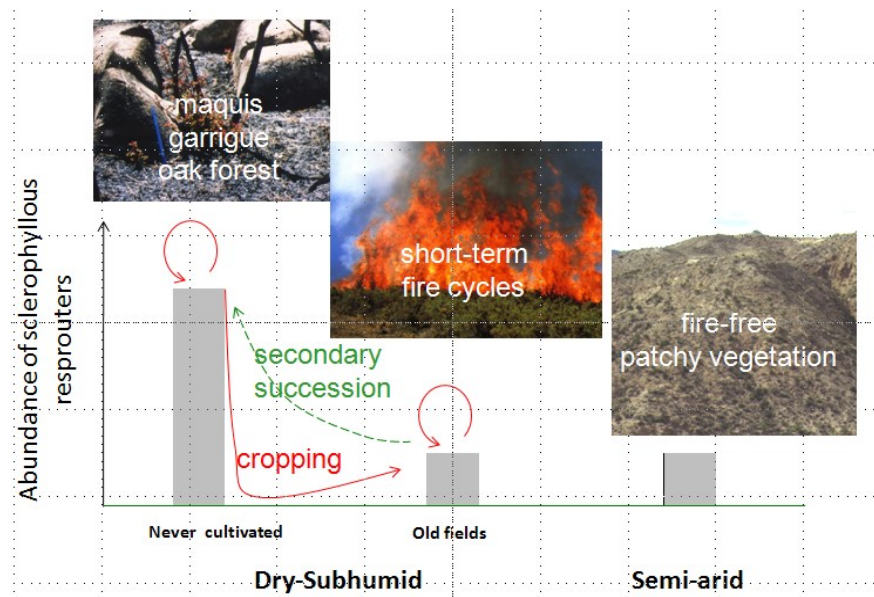 maquis
garrigue
oak forest
short-term
fire cycles
fire-free
patchy vegetation
Abundance of sclerophyllous
resprouters
secondary
succession
cropping
Never cultivated
Old fields
Dry-Subhumid
Semi-arid